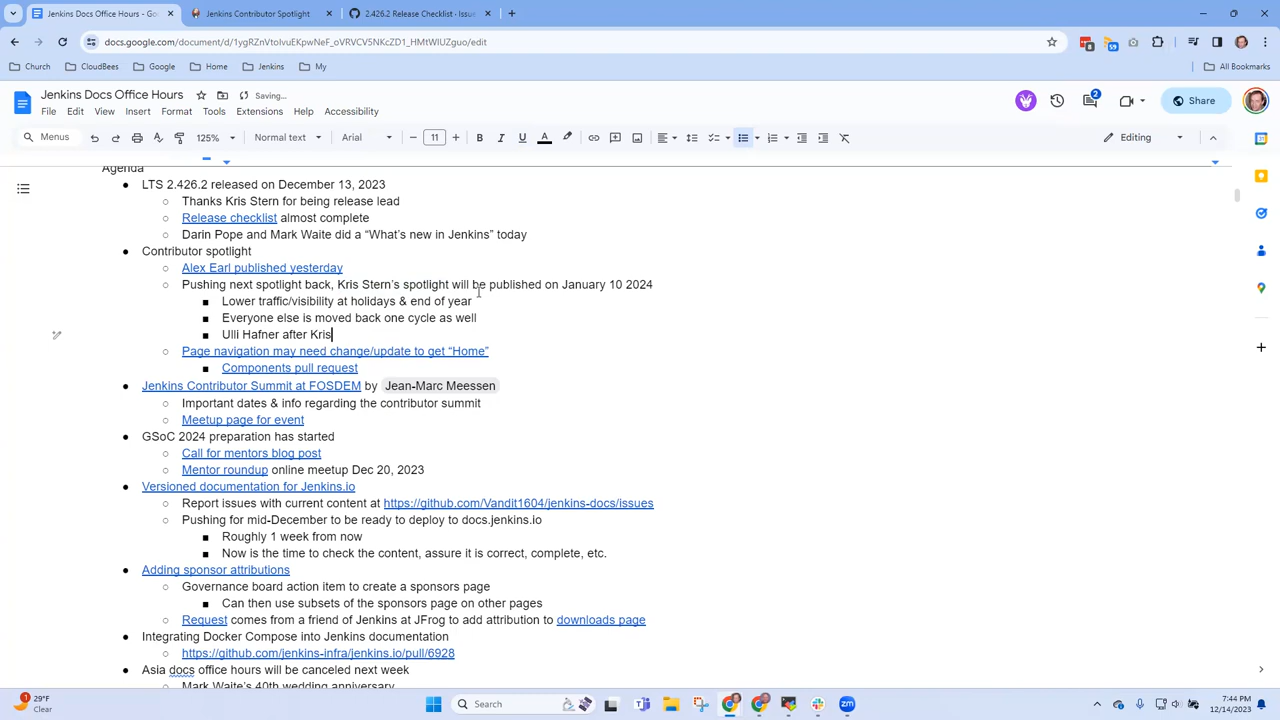 Jenkins Docs Office Hours - Goo
Jenkins Contributor Spotlight
2.426.2 Release Checklist · Issu
docs.google.com/document/d/1ygRZnVtoIvuEKpwNeF_oVRVCV5NKcZD1_HMtWIUZguo/edit
Church
CloudBees
Google
Home
Jenkins
My
All Bookmarks
Jenkins Docs Office Hours
Saving...
File Edit View Insert Format Tools Extensions Help Accessibility
2
Share
Menus
125%
Normal text
Arial
11
Editing
Agenda
● LTS 2.426.2 released on December 13, 2023
○ Thanks Kris Stern for being release lead
○ Release checklist almost complete
○ Darin Pope and Mark Waite did a “What’s new in Jenkins” today
● Contributor spotlight
○ Alex Earl published yesterday
○ Pushing next spotlight back, Kris Stern’s spotlight will be published on January 10 2024
■ Lower traffic/visibility at holidays & end of year
■ Everyone else is moved back one cycle as well
■ Ulli Hafner after Kris
○ Page navigation may need change/update to get “Home”
■ Components pull request
● Jenkins Contributor Summit at FOSDEM by Jean-Marc Meessen
○ Important dates & info regarding the contributor summit
○ Meetup page for event
● GSoC 2024 preparation has started
○ Call for mentors blog post
○ Mentor roundup online meetup Dec 20, 2023
● Versioned documentation for Jenkins.io
○ Report issues with current content at https://github.com/Vandit1604/jenkins-docs/issues
○ Pushing for mid-December to be ready to deploy to docs.jenkins.io
■ Roughly 1 week from now
■ Now is the time to check the content, assure it is correct, complete, etc.
● Adding sponsor attributions
○ Governance board action item to create a sponsors page
■ Can then use subsets of the sponsors page on other pages
○ Request comes from a friend of Jenkins at JFrog to add attribution to downloads page
● Integrating Docker Compose into Jenkins documentation
○ https://github.com/jenkins-infra/jenkins.io/pull/6928
● Asia docs office hours will be canceled next week
○ Mark Waite's 40th wedding anniversary
1
29°F
Clear
Search
7:44 PM
12/14/2023